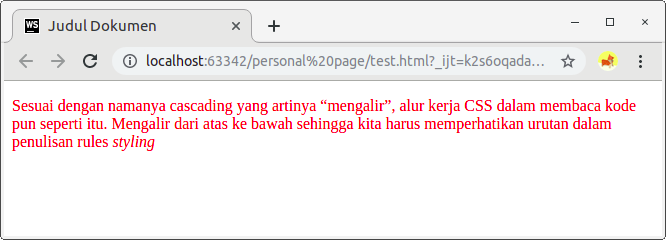 WS Judul Dokumen
localhost:63342/personal%20page/test.html?_ijt=k2s6oqada...
Sesuai dengan namanya cascading yang artinya “mengalir”, alur kerja CSS dalam membaca kode
pun seperti itu. Mengalir dari atas ke bawah sehingga kita harus memperhatikan urutan dalam
penulisan rules styling